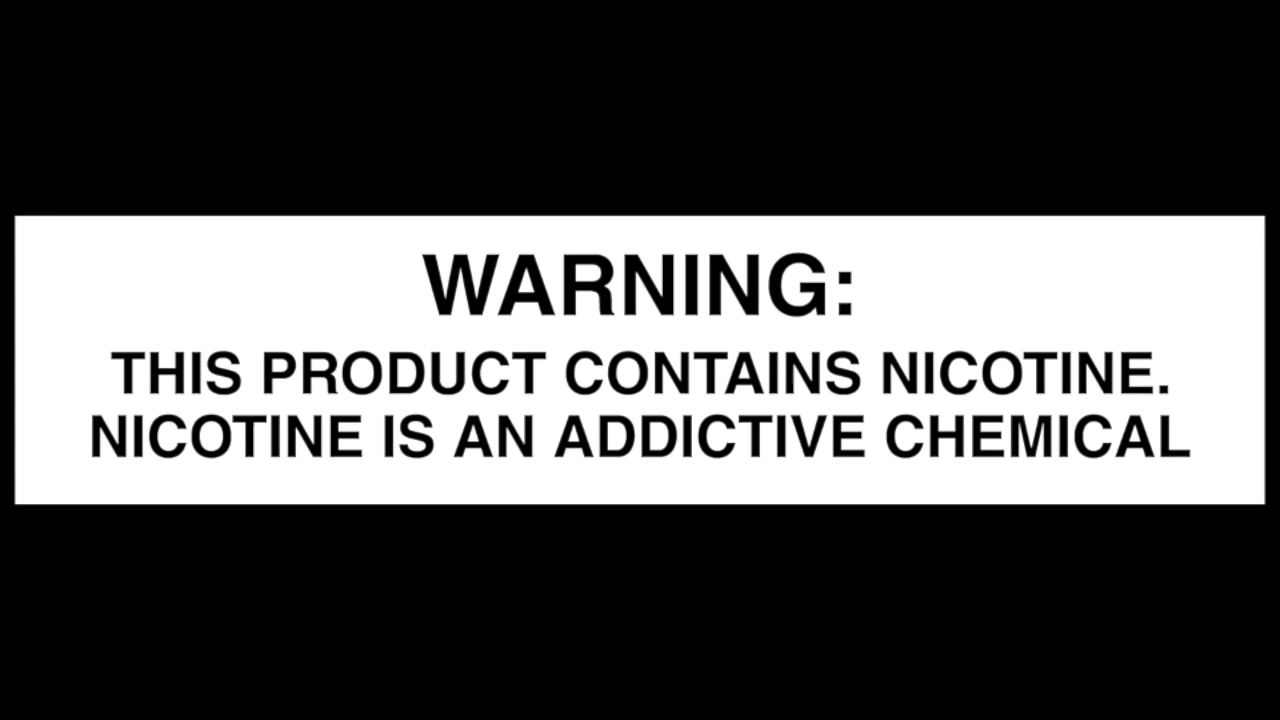 WARNING:
THIS PRODUCT CONTAINS NICOTINE.
NICOTINE IS AN ADDICTIVE CHEMICAL